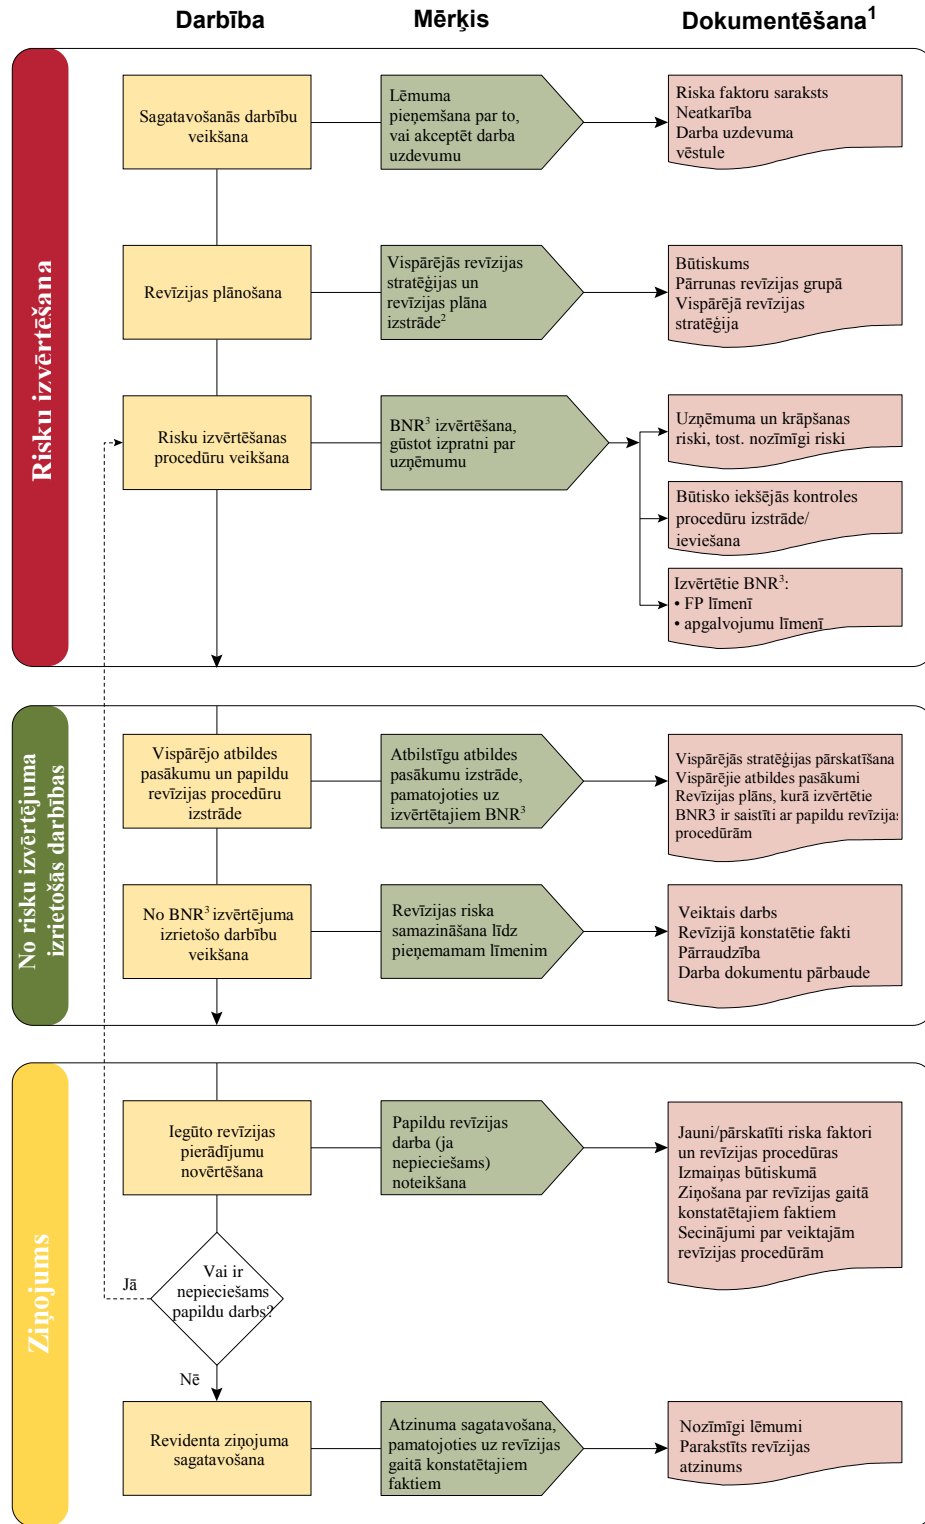 Darbība
Mērķis
Dokumentēšana¹
Risku izvērtēšana
Sagatavošanās darbību
veikšana
Lēmuma
pieņemšana par to,
vai akceptēt darba
uzdevumu
Riska faktoru saraksts
Neatkarība
Darba uzdevuma
vēstule
Revīzijas plānošana
Vispārējās revīzijas
stratēģijas un
revīzijas plāna
izstrāde²
Būtiskums
Pārrunas revīzijas grupā
Vispārējā revīzijas
stratēģija
Risku izvērtēšanas
procedūru veikšana
BNR³ izvērtēšana,
gūstot izpratni par
uzņēmumu
Uzņēmuma un krāpšanas
riski, tost. nozīmīgi riski
Būtisko iekšējās kontroles
procedūru izstrāde/
ieviešana
Izvērtētie BNR³:
• FP līmenī
• apgalvojumu līmenī
No risku izvērtējuma
izrietošās darbības
Vispārējo atbildes
pasākumu un papildu
revīzijas procedūru
izstrāde
Atbilstīgu atbildes
pasākumu izstrāde,
pamatojoties uz
izvērtētajiem BNR³
Vispārējās stratēģijas pārskatīšana
Vispārējie atbildes pasākumi
Revīzijas plāns, kurā izvērtētie
BNR3 ir saistīti ar papildu revīzijas
procedūrām
No BNR³ izvērtējuma
izrietošo darbību
veikšana
Revīzijas riska
samazināšana līdz
pieņemamam līmenim
Veiktais darbs
Revīzijā konstatētie fakti
Pārraudzība
Darba dokumentu pārbaude
Ziņojums
Iegūto revīzijas
pierādījumu
novērtēšana
Papildu revīzijas
darba (ja
nepieciešams)
noteikšana
Jauni/pārskatīti riska faktori
un revīzijas procedūras
Izmaiņas būtiskumā
Ziņošana par revīzijas gaitā
konstatētajiem faktiem
Secinājumi par veiktajām
revīzijas procedūrām
Vai ir
nepieciešams
papildu darbs?
Jā
Nē
Revidenta ziņojuma
sagatavošana
Atzinuma sagatavošana,
pamatojoties uz revīzijas
gaitā konstatētajiem
faktiem
Nozīmīgi lēmumi
Parakstīts revīzijas
atzinums